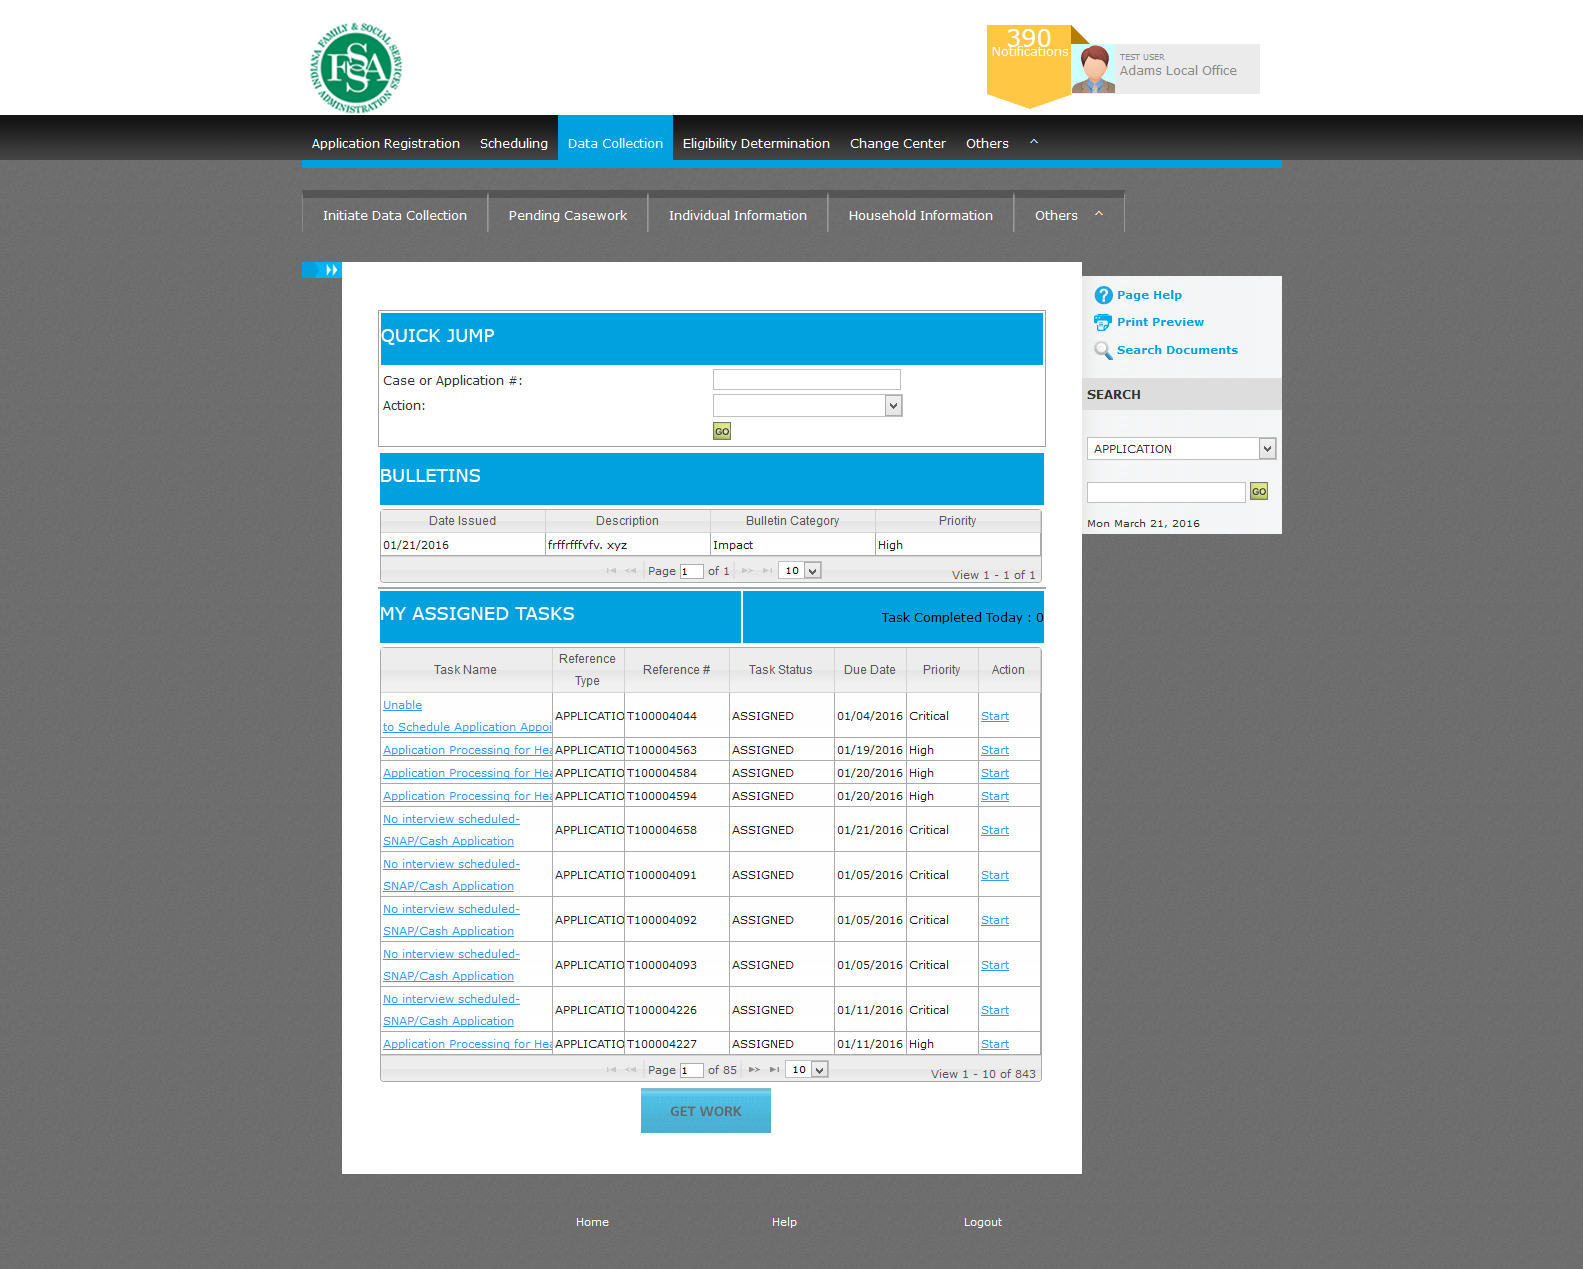 INDIANA FAMILY & SOCIAL SERVICES ADMINISTRATION
FSSA
390
Notifications
TEST USER
Adams Local Office
Application Registration Scheduling Data Collection Eligibility Determination Change Center Others
Initiate Data Collection Pending Casework Individual Information Household Information Others
Page Help
Print Preview
Search Documents
SEARCH
APPLICATION
GO
Mon March 21, 2016
QUICK JUMP
Case or Application #:
Action:
GO
BULLETINS
Date Issued Description Bulletin Category Priority
01/21/2016 frffrfffvfv. xyz Impact High
Page 1 of 1 10 View 1 - 1 of 1
MY ASSIGNED TASKS Task Completed Today : 0
Task Name Reference Type Reference # Task Status Due Date Priority Action
Unable
to Schedule Application Appoi APPLICATIO T100004044 ASSIGNED 01/04/2016 Critical Start
Application Processing for Hea APPLICATIO T100004563 ASSIGNED 01/19/2016 High Start
Application Processing for Hea APPLICATIO T100004584 ASSIGNED 01/20/2016 High Start
Application Processing for Hea APPLICATIO T100004594 ASSIGNED 01/20/2016 High Start
No interview scheduled-
SNAP/Cash Application APPLICATIO T100004658 ASSIGNED 01/21/2016 Critical Start
No interview scheduled-
SNAP/Cash Application APPLICATIO T100004091 ASSIGNED 01/05/2016 Critical Start
No interview scheduled-
SNAP/Cash Application APPLICATIO T100004092 ASSIGNED 01/05/2016 Critical Start
No interview scheduled-
SNAP/Cash Application APPLICATIO T100004093 ASSIGNED 01/05/2016 Critical Start
No interview scheduled-
SNAP/Cash Application APPLICATIO T100004226 ASSIGNED 01/11/2016 Critical Start
Application Processing for Hea APPLICATIO T100004227 ASSIGNED 01/11/2016 High Start
Page 1 of 85 10 View 1 - 10 of 843
GET WORK
Home Help Logout